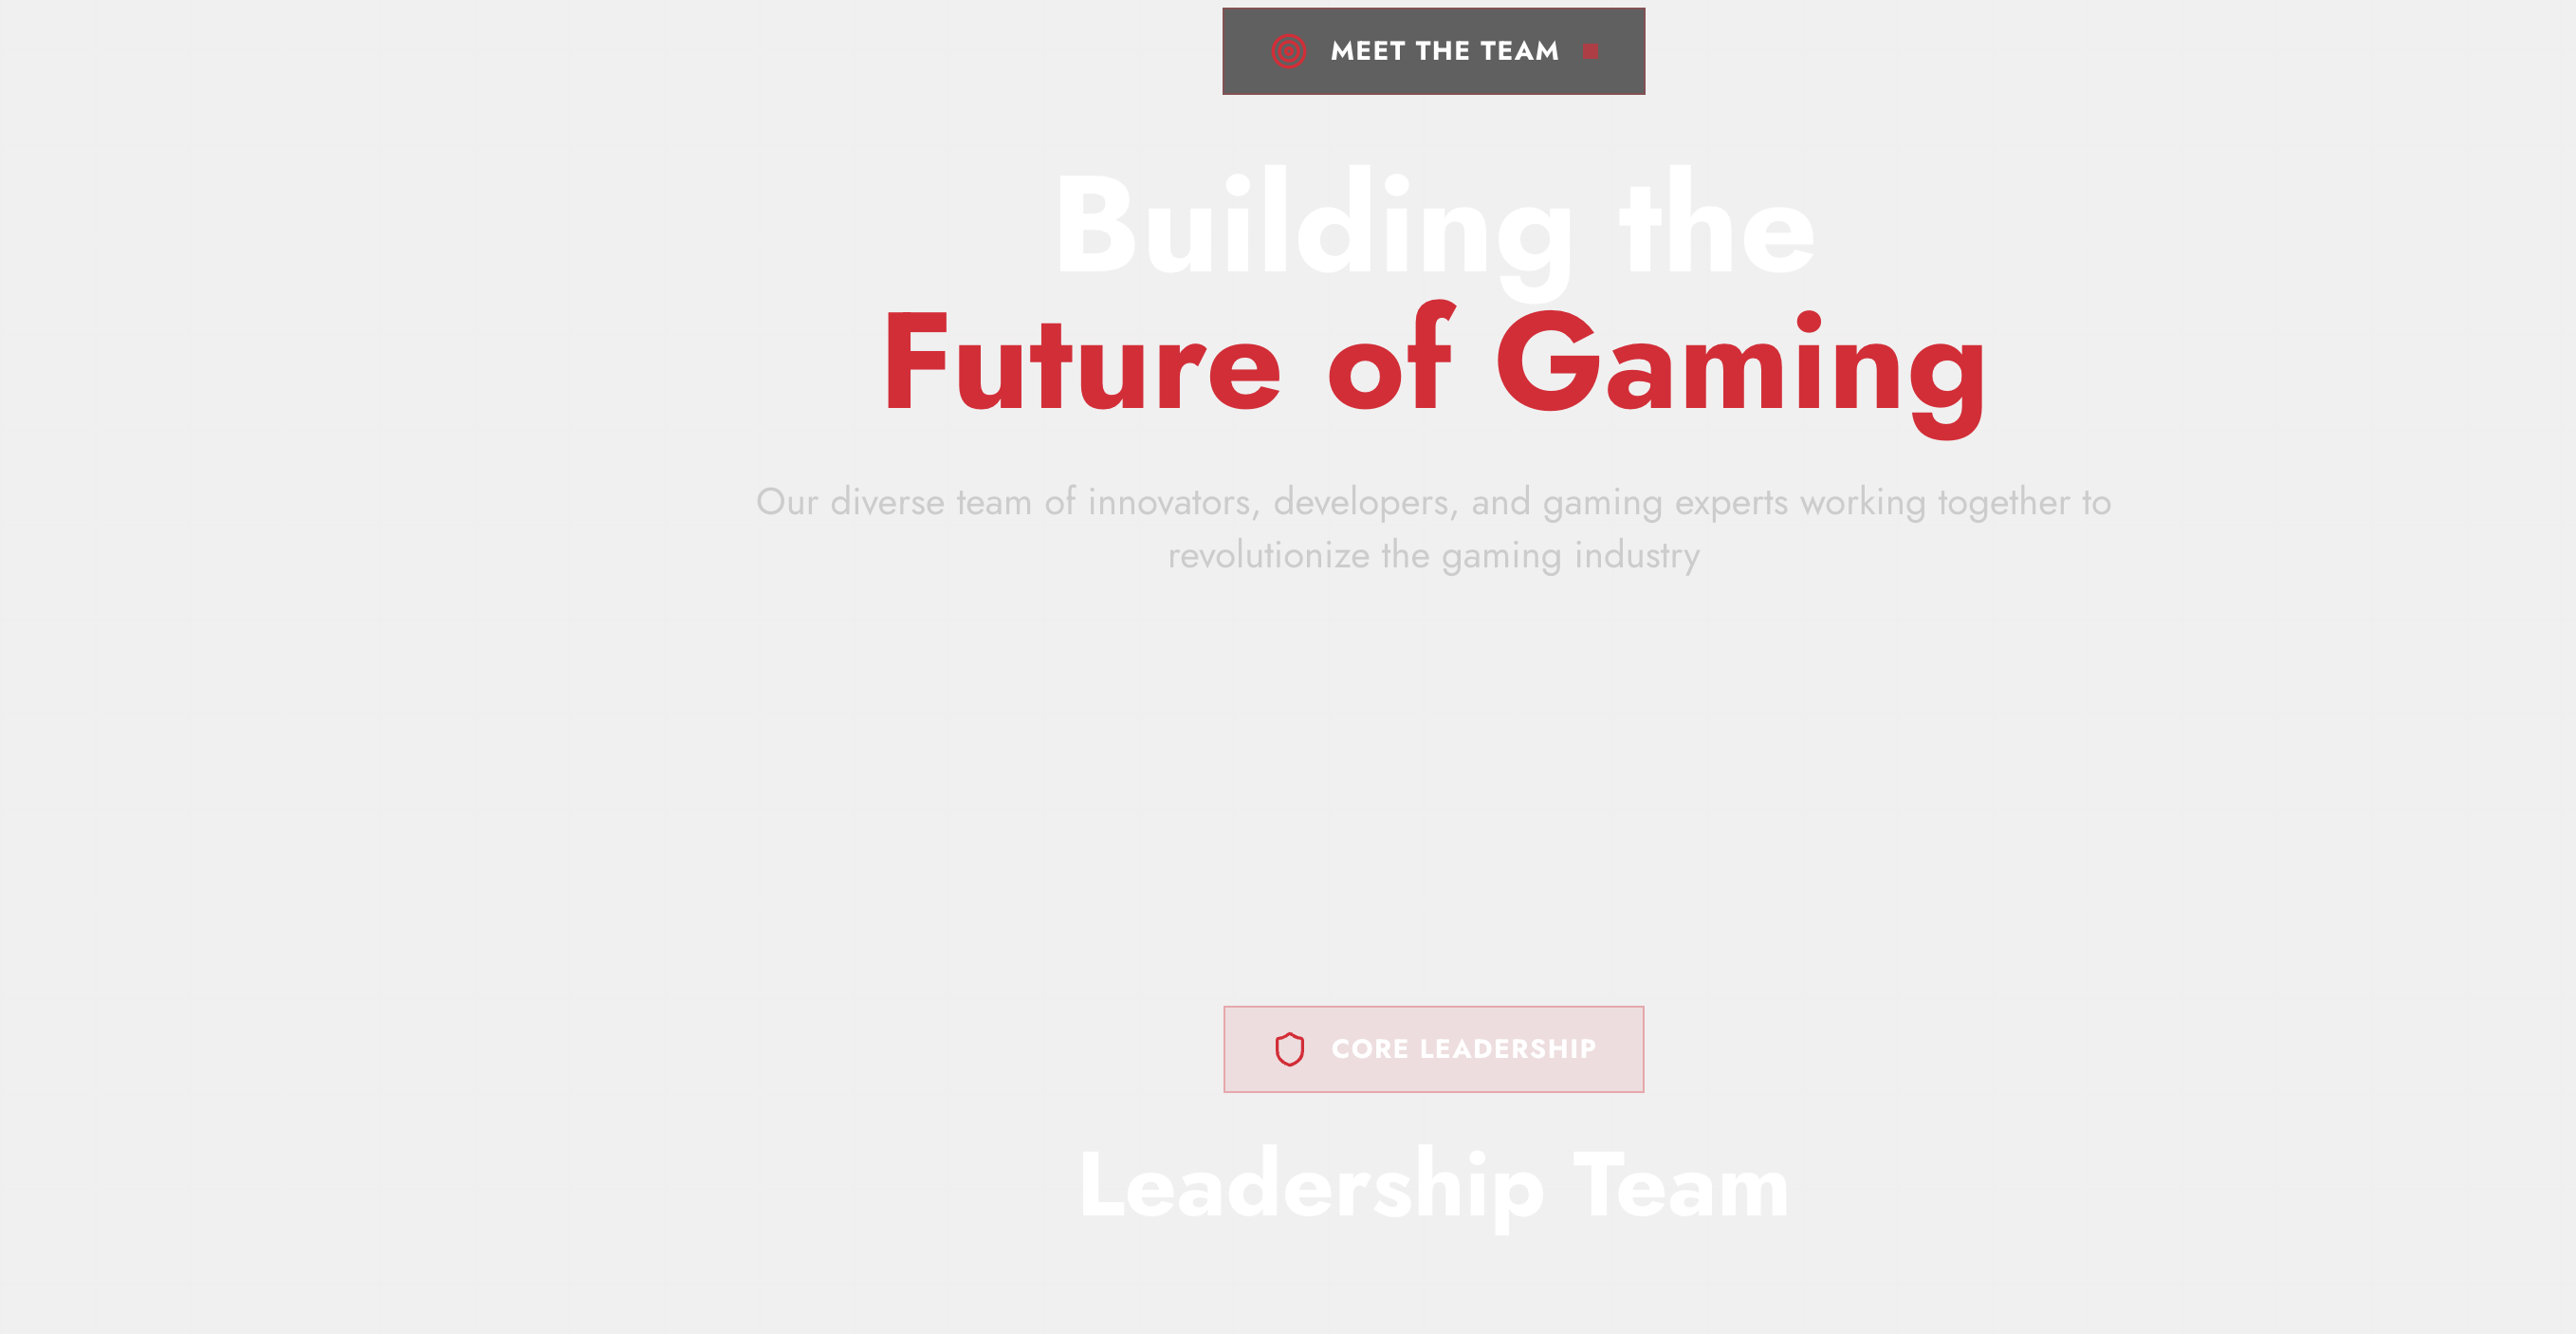 MEET THE TEAM
Building the
Future of Gaming
Our diverse team of innovators, developers, and gaming experts working together to
revolutionize the gaming industry
CORE LEADERSHIP
Leadership Team